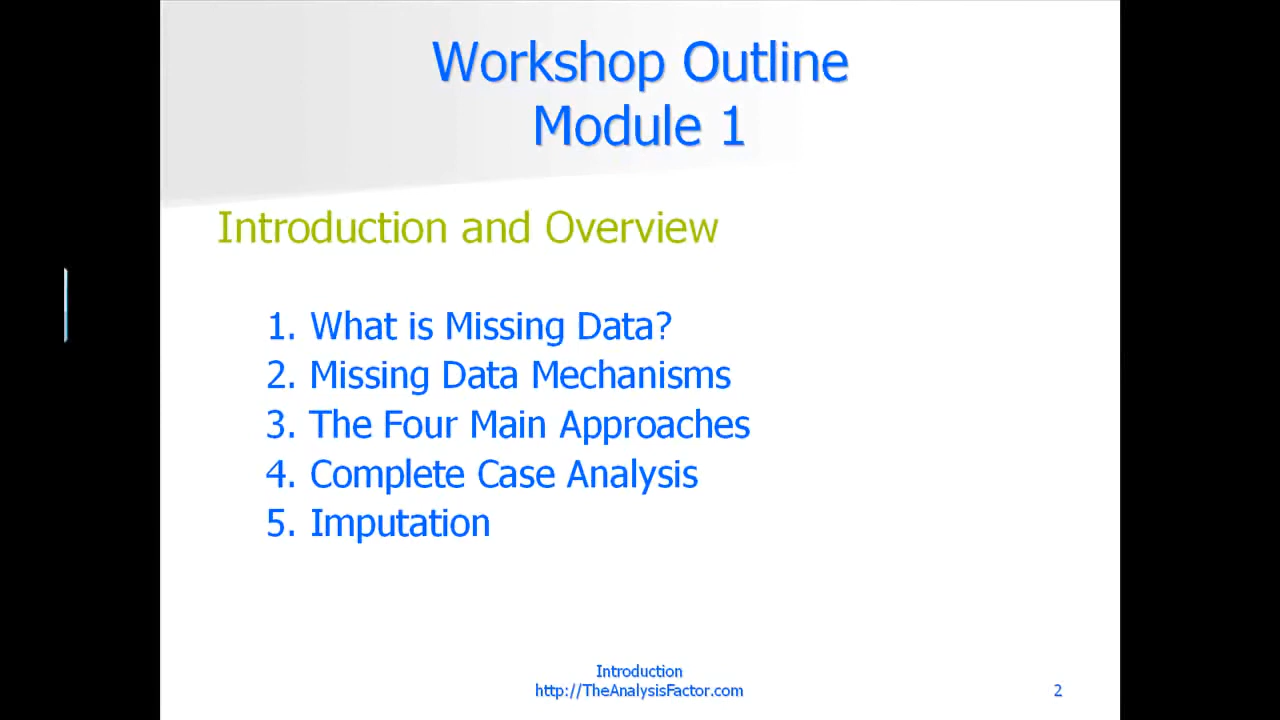 Workshop Outline
Module 1
Introduction and Overview
1. What is Missing Data?
2. Missing Data Mechanisms
3. The Four Main Approaches
4. Complete Case Analysis
5. Imputation
Introduction
http://TheAnalysisFactor.com
2